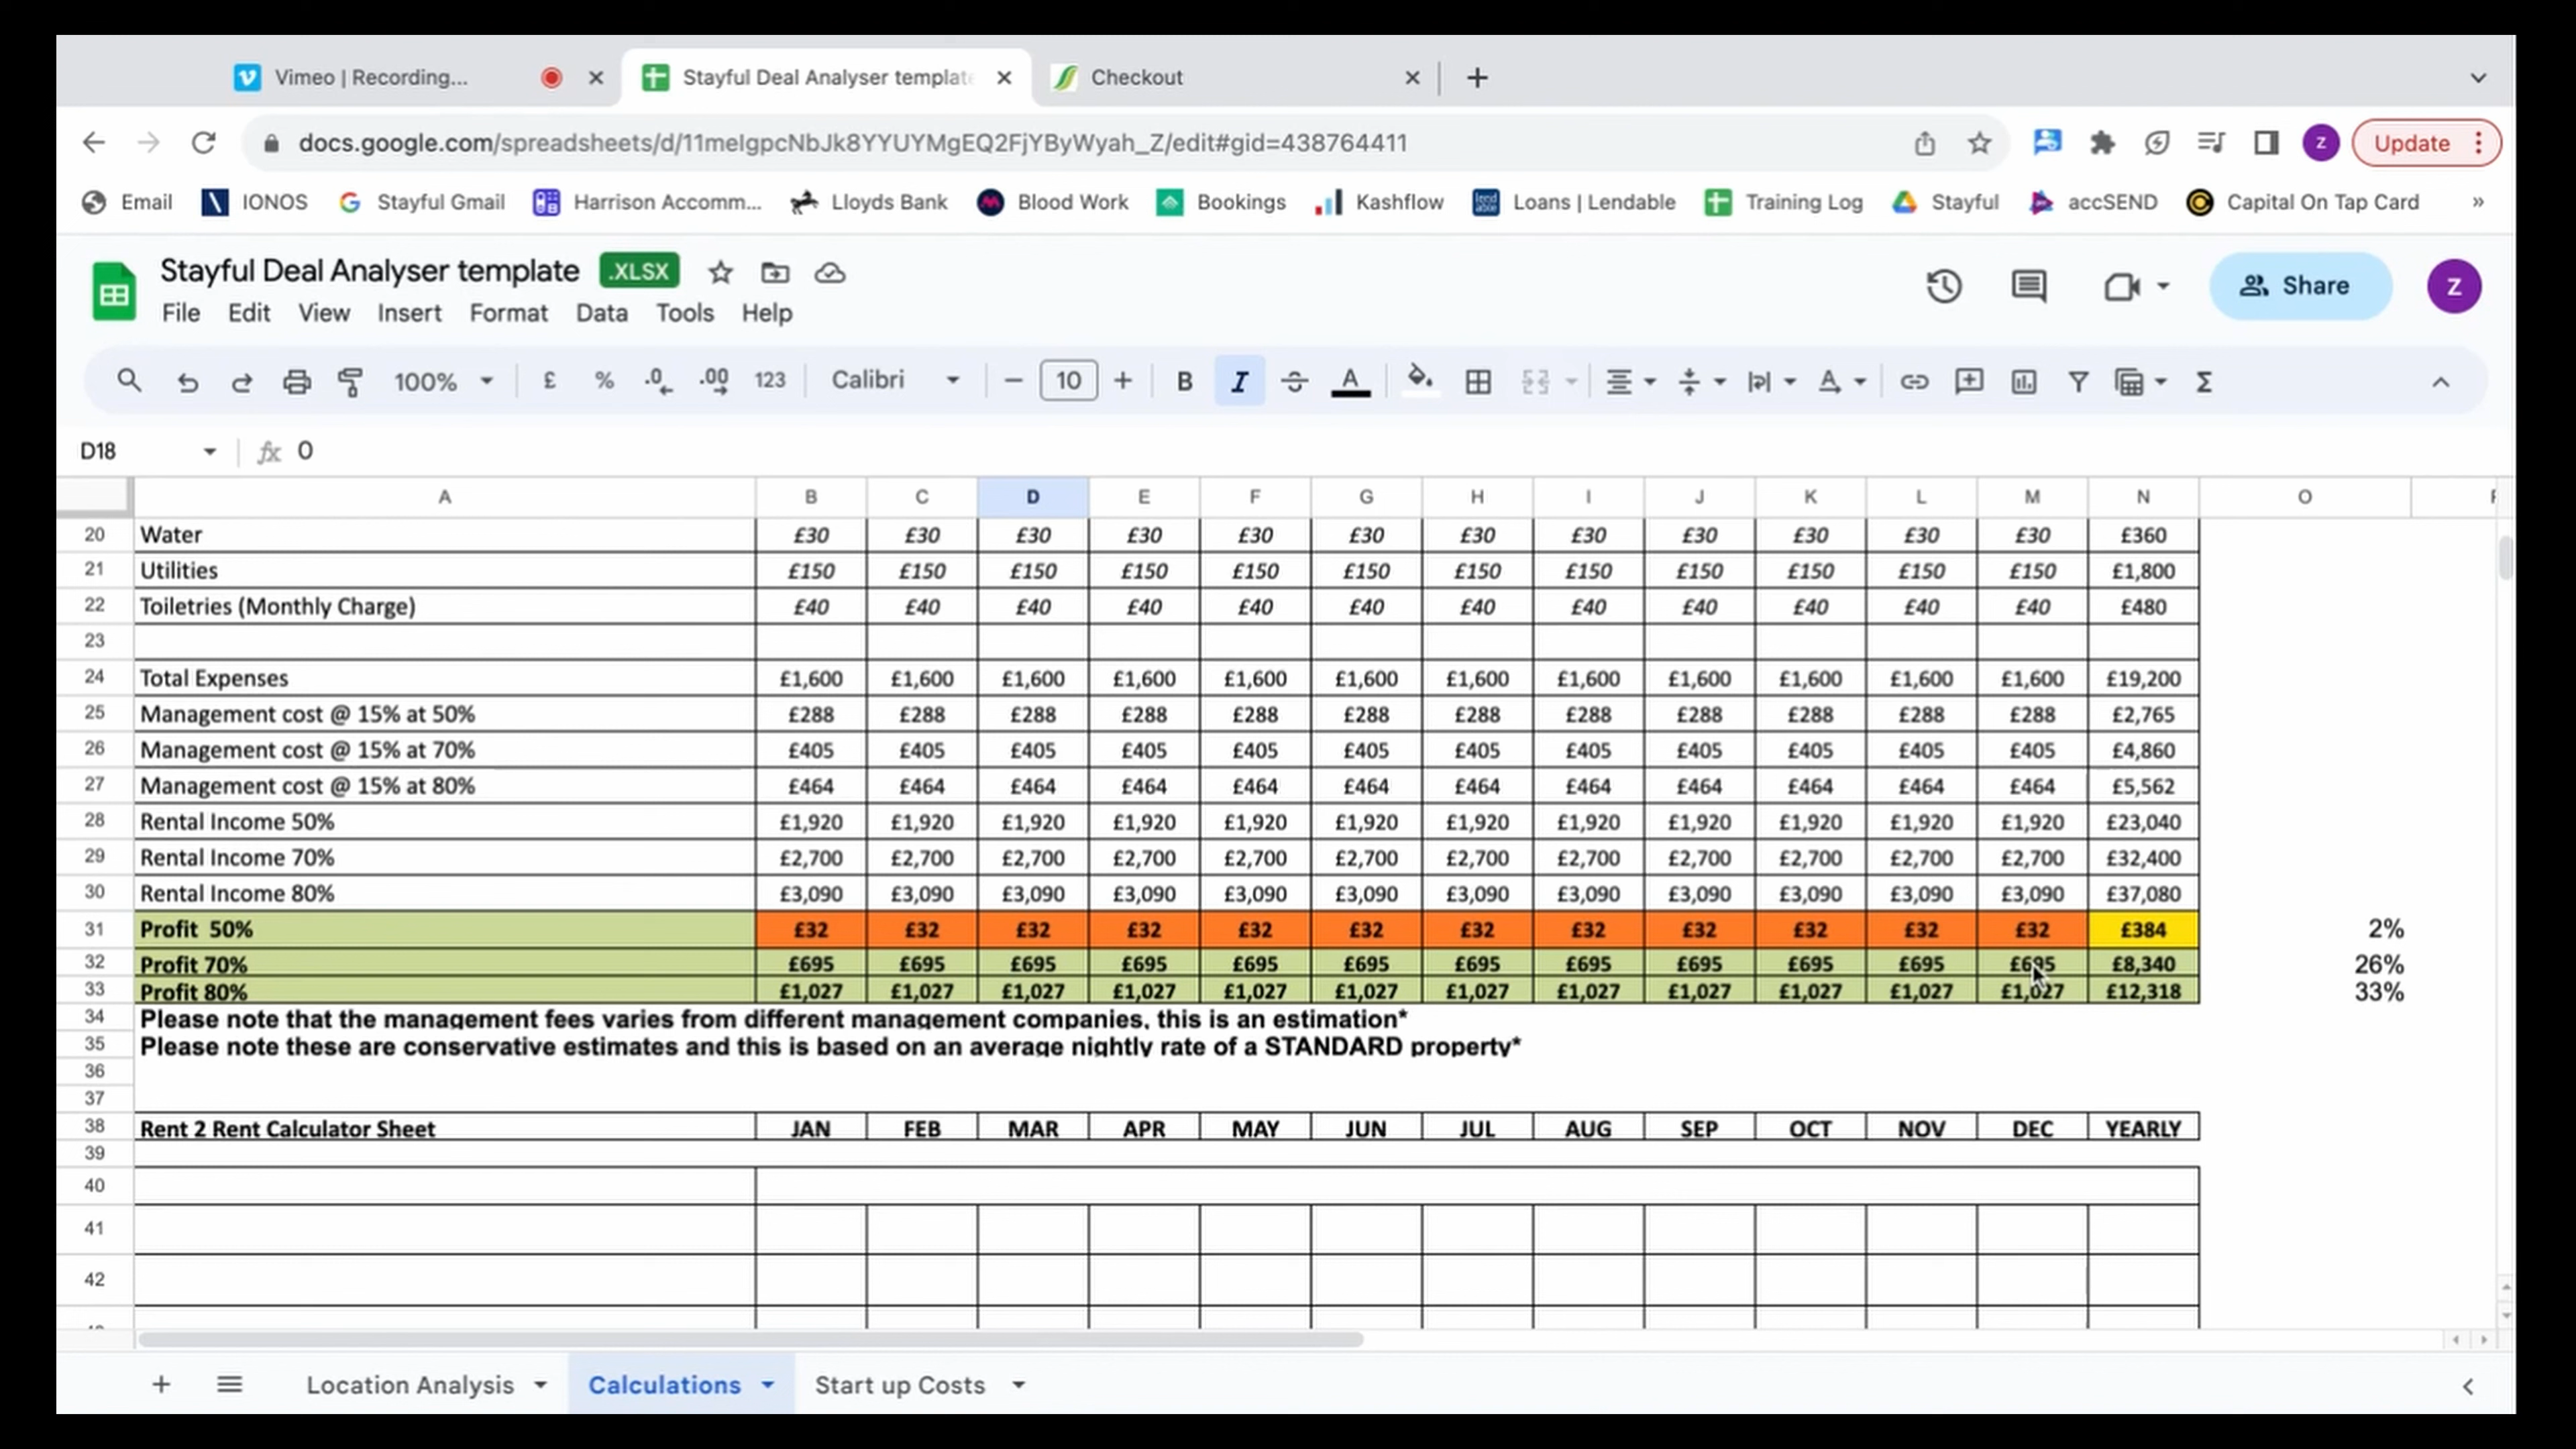 Vimeo | Recording...
Stayful Deal Analyser template
Checkout
docs.google.com/spreadsheets/d/11meIgpcNbJk8YYUYMgEQ2FjYByWyah_Z/edit#gid=438764411
z
Update
Email
IONOS
Stayful Gmail
Harrison Accomm...
Lloyds Bank
Blood Work
Bookings
Kashflow
Loans | Lendable
Training Log
Stayful
accSEND
Capital On Tap Card
»
Stayful Deal Analyser template .XLSX
Share
Z
File Edit View Insert Format Data Tools Help
100% £ % .0 .00 123 Calibri 10 B I A A Σ
D18 fx 0
A B C D E F G H I J K L M N O
20 Water £30 £30 £30 £30 £30 £30 £30 £30 £30 £30 £30 £30 £360
21 Utilities £150 £150 £150 £150 £150 £150 £150 £150 £150 £150 £150 £150 £1,800
22 Toiletries (Monthly Charge) £40 £40 £40 £40 £40 £40 £40 £40 £40 £40 £40 £40 £480
23
24 Total Expenses £1,600 £1,600 £1,600 £1,600 £1,600 £1,600 £1,600 £1,600 £1,600 £1,600 £1,600 £1,600 £19,200
25 Management cost @ 15% at 50% £288 £288 £288 £288 £288 £288 £288 £288 £288 £288 £288 £288 £2,765
26 Management cost @ 15% at 70% £405 £405 £405 £405 £405 £405 £405 £405 £405 £405 £405 £405 £4,860
27 Management cost @ 15% at 80% £464 £464 £464 £464 £464 £464 £464 £464 £464 £464 £464 £464 £5,562
28 Rental Income 50% £1,920 £1,920 £1,920 £1,920 £1,920 £1,920 £1,920 £1,920 £1,920 £1,920 £1,920 £1,920 £23,040
29 Rental Income 70% £2,700 £2,700 £2,700 £2,700 £2,700 £2,700 £2,700 £2,700 £2,700 £2,700 £2,700 £2,700 £32,400
30 Rental Income 80% £3,090 £3,090 £3,090 £3,090 £3,090 £3,090 £3,090 £3,090 £3,090 £3,090 £3,090 £3,090 £37,080
31 Profit 50% £32 £32 £32 £32 £32 £32 £32 £32 £32 £32 £32 £32 £384 2%
32 Profit 70% £695 £695 £695 £695 £695 £695 £695 £695 £695 £695 £695 £695 £8,340 26%
33 Profit 80% £1,027 £1,027 £1,027 £1,027 £1,027 £1,027 £1,027 £1,027 £1,027 £1,027 £1,027 £1,027 £12,318 33%
34 Please note that the management fees varies from different management companies, this is an estimation*
35 Please note these are conservative estimates and this is based on an average nightly rate of a STANDARD property*
36
37
38 Rent 2 Rent Calculator Sheet JAN FEB MAR APR MAY JUN JUL AUG SEP OCT NOV DEC YEARLY
39
40
41
42
Location Analysis Calculations Start up Costs